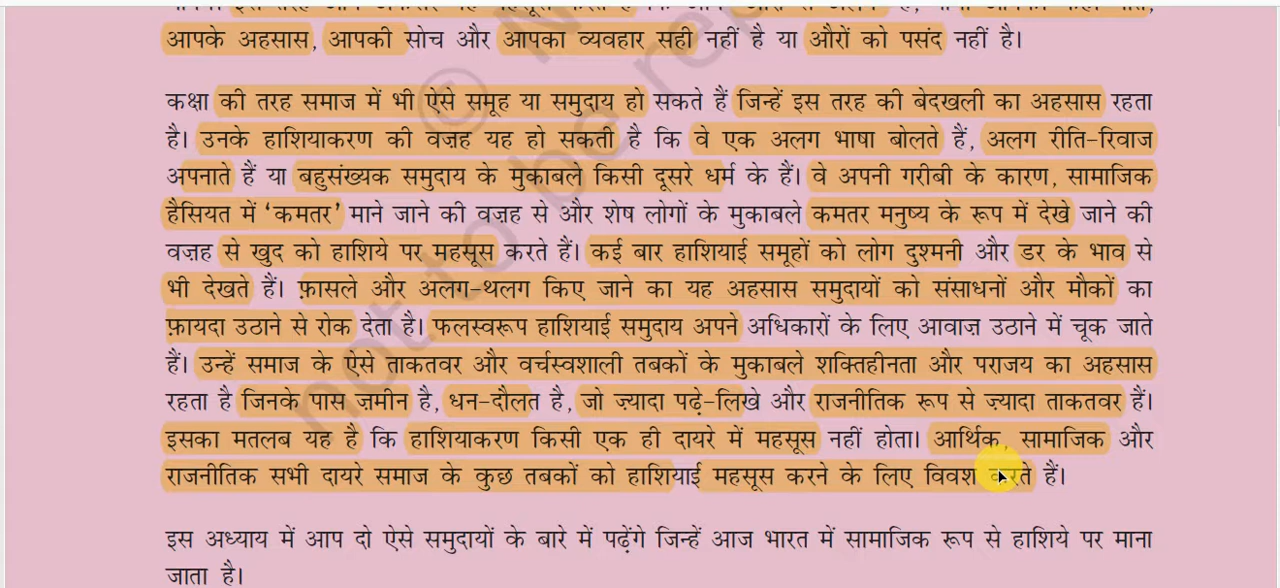 आपके अहसास, आपकी सोच और आपका व्यवहार सही नहीं है या औरों को पसंद नहीं है।
कक्षा की तरह समाज में भी ऐसे समूह या समुदाय हो सकते हैं जिन्हें इस तरह की बेदखली का अहसास रहता
है। उनके हाशियाकरण की वज़ह यह हो सकती है कि वे एक अलग भाषा बोलते हैं, अलग रीति-रिवाज
अपनाते हैं या बहुसंख्यक समुदाय के मुकाबले किसी दूसरे धर्म के हैं। वे अपनी गरीबी के कारण, सामाजिक
हैसियत में ‘कमतर’ माने जाने की वज़ह से और शेष लोगों के मुकाबले कमतर मनुष्य के रूप में देखे जाने की
वज़ह से खुद को हाशिये पर महसूस करते हैं। कई बार हाशियाई समूहों को लोग दुश्मनी और डर के भाव से
भी देखते हैं। फ़ासले और अलग-थलग किए जाने का यह अहसास समुदायों को संसाधनों और मौकों का
फ़ायदा उठाने से रोक देता है। फलस्वरूप हाशियाई समुदाय अपने अधिकारों के लिए आवाज़ उठाने में चूक जाते
हैं। उन्हें समाज के ऐसे ताकतवर और वर्चस्वशाली तबकों के मुकाबले शक्तिहीनता और पराजय का अहसास
रहता है जिनके पास ज़मीन है, धन-दौलत है, जो ज़्यादा पढ़े-लिखे और राजनीतिक रूप से ज़्यादा ताकतवर हैं।
इसका मतलब यह है कि हाशियाकरण किसी एक ही दायरे में महसूस नहीं होता। आर्थिक, सामाजिक और
राजनीतिक सभी दायरे समाज के कुछ तबकों को हाशियाई महसूस करने के लिए विवश करते हैं।
इस अध्याय में आप दो ऐसे समुदायों के बारे में पढ़ेंगे जिन्हें आज भारत में सामाजिक रूप से हाशिये पर माना
जाता है।
not to be rep